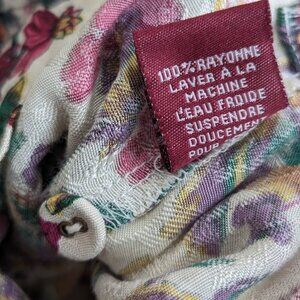 100% RAYONNE
LAVER A LA
MACHINE
L'EAU FROIDE
SUSPENDRE
DOUCEMENT
POUR